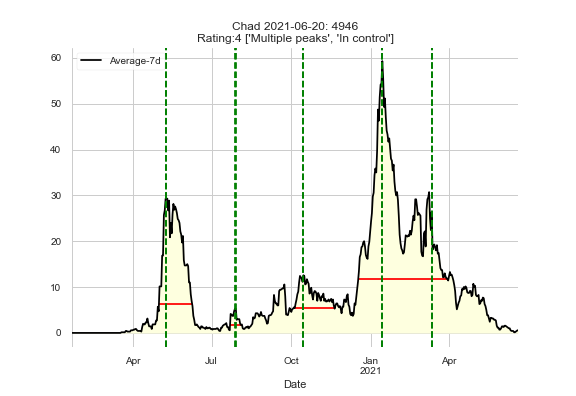 Chad 2021-06-20: 4946
Rating:4 ['Multiple peaks', 'In control']
Average-7d
60
50
40
30
20
10
0
Apr
Jul
Oct
Jan
2021
Apr
Date